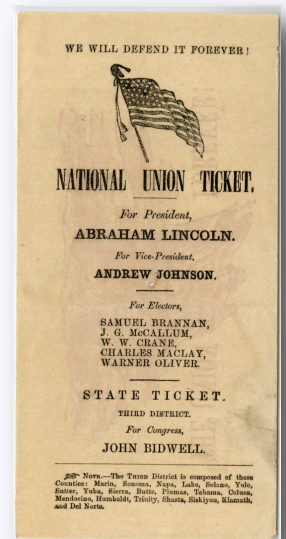 WE WILL DEFEND IT FOREVER!
NATIONAL UNION TICKET.
For President,
ABRAHAM LINCOLN.
For Vice-President,
ANDREW JOHNSON.
For Electors,
SAMUEL BRANNAN,
J. G. McCALLUM,
W. W. CRANE,
CHARLES MACLAY,
WARNER OLIVER.
STATE TICKET.
THIRD DISTRICT.
For Congress,
JOHN BIDWELL.
NOTE.—The THIRD District is composed of these
Counties: Marin, Sonoma, Napa, Lake, Solano, Yolo,
Sutter, Yuba, Sierra, Butte, Plumas, Tehama, Colusa,
Mendocino, Humboldt, Trinity, Shasta, Siskiyou, Klamath,
and Del Norte.